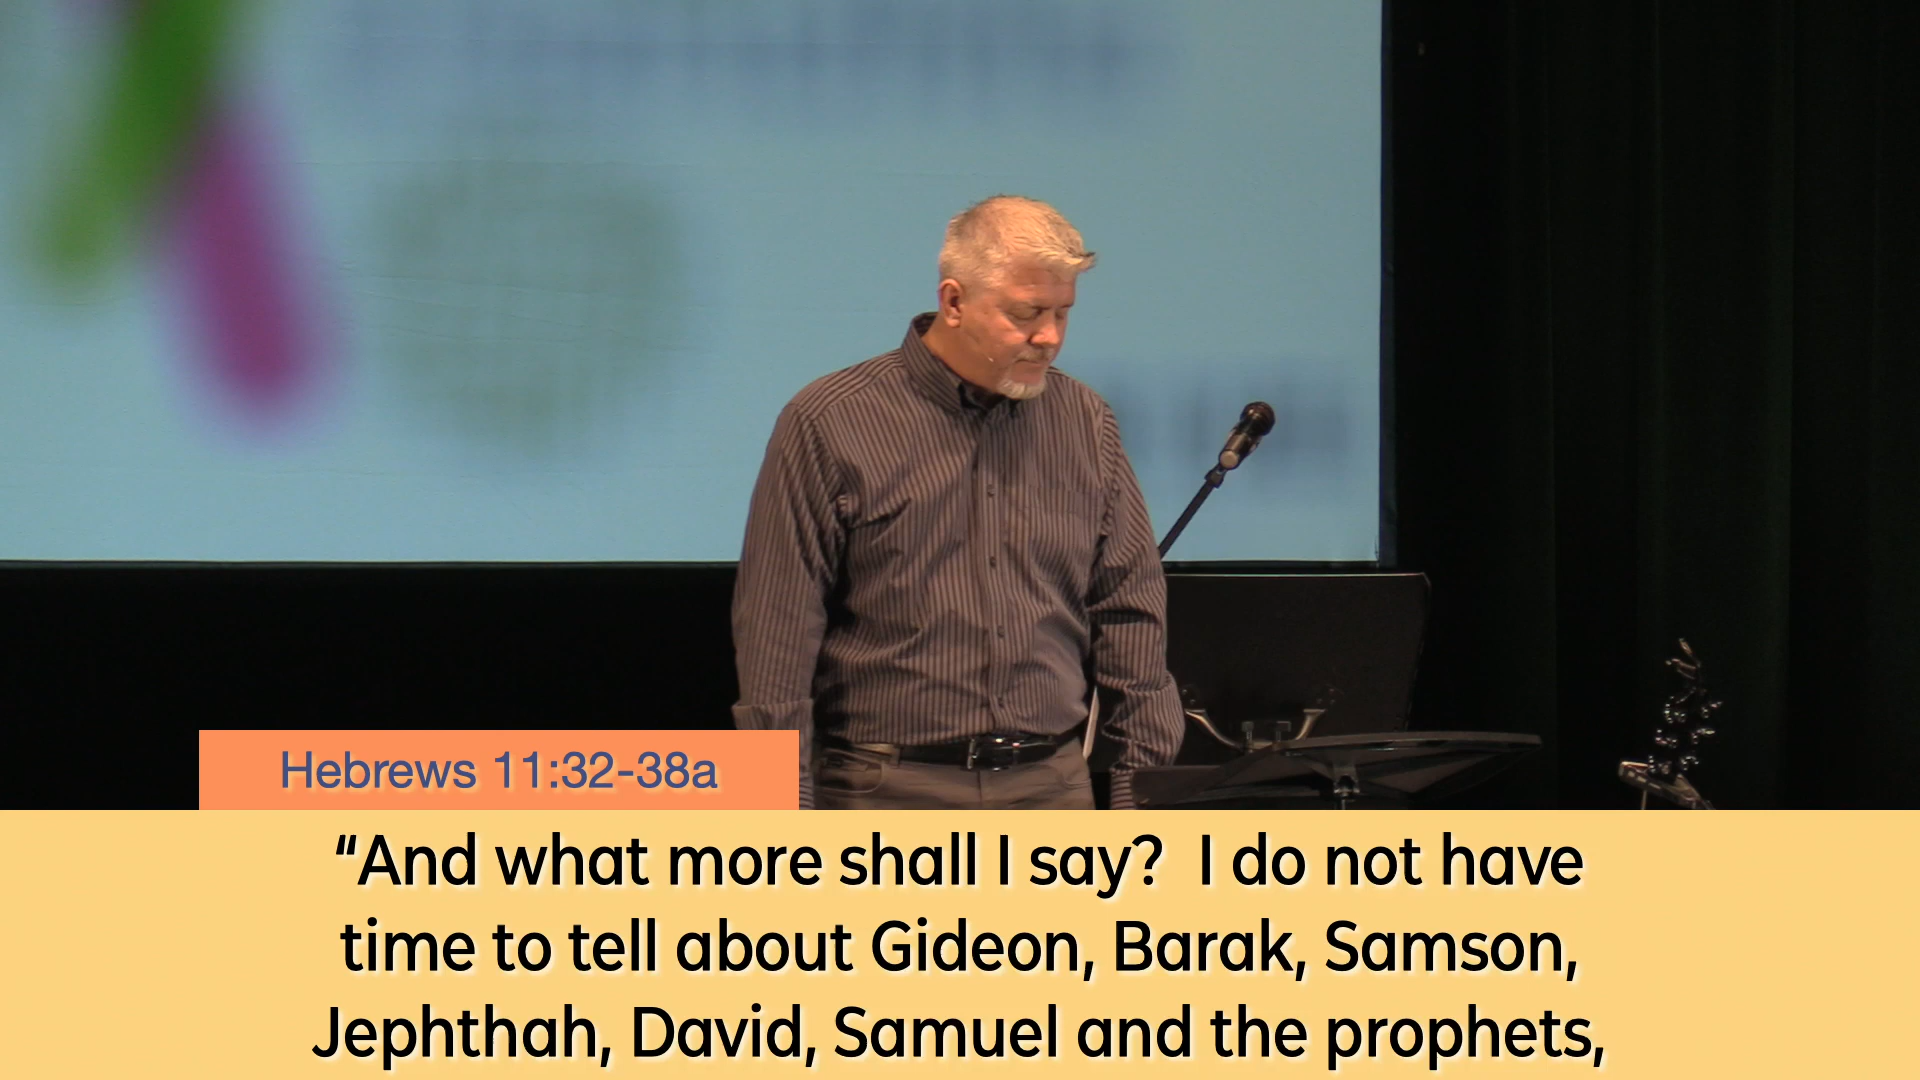 Hebrews 11:32-38a
“And what more shall I say?  I do not have
time to tell about Gideon, Barak, Samson,
Jephthah, David, Samuel and the prophets,